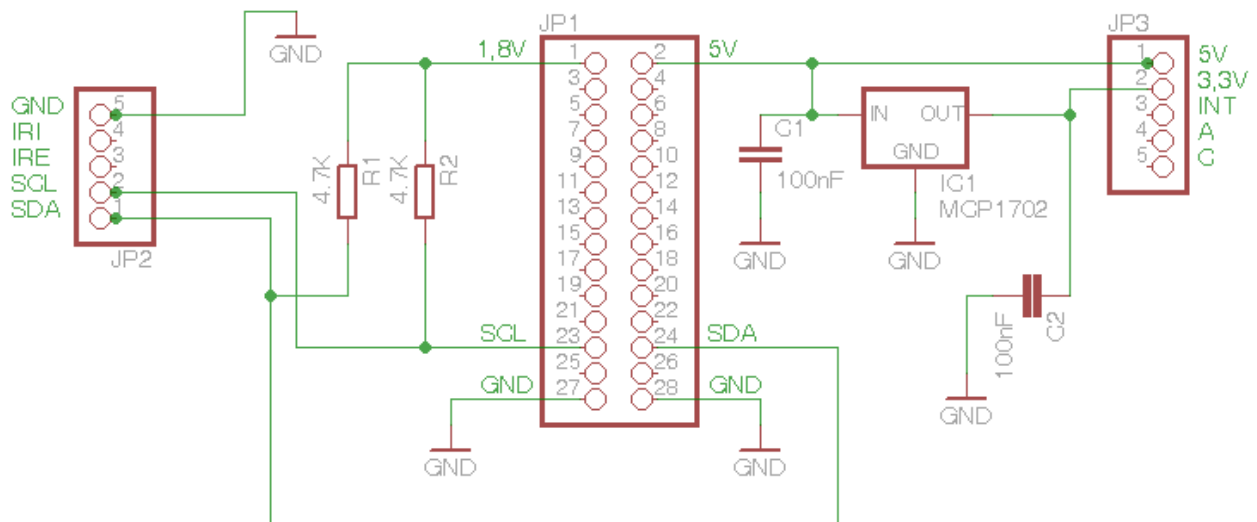 JP1
JP3
GND
1,8V
1
2
5V
1
5V
3
4
2
3,3V
GND
5
5
6
IN
OUT
3
INT
IRI
4
7
8
C1
GND
4
A
IRE
3
4.7K
R1
4.7K
R2
9
10
100nF
5
C
SCL
2
11
12
IC1
SDA
1
13
14
MCP1702
JP2
15
16
GND
GND
17
18
19
20
21
22
SCL
23
24
SDA
100nF
C2
25
26
GND
27
28
GND
GND
GND
GND